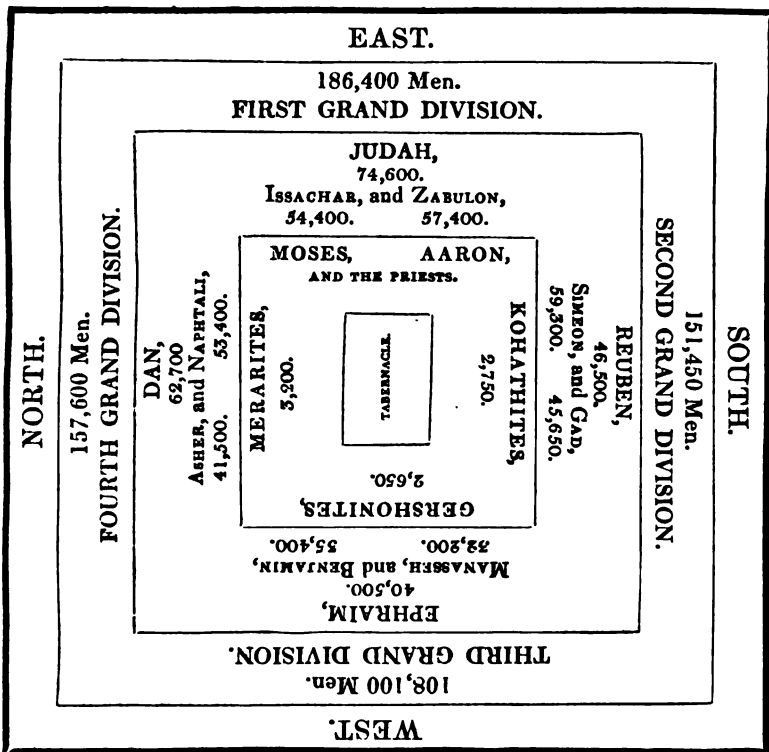 EAST.
186,400 Men.
FIRST GRAND DIVISION.
JUDAH,
74,600.
ISSACHAR, and ZABULON,
54,400. 57,400.
MOSES, AARON,
AND THE PRIESTS.
SOUTH.
151,450 Men.
SECOND GRAND DIVISION.
REUBEN,
46,500.
SIMEON, and GAD,
59,300. 45,650.
KOHATHITES,
2,750.
WEST.
108,100 Men.
THIRD GRAND DIVISION.
EPHRAIM,
40,500.
MANASSEH, and BENJAMIN,
32,200. 35,400.
GERSHONITES,
2,650.
NORTH.
157,600 Men.
FOURTH GRAND DIVISION.
DAN,
62,700
ASHER, and NAPHTALI,
41,500. 53,400.
MERARITES,
3,200.
TABERNACLE.